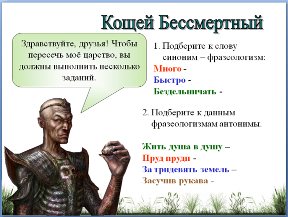 Кощей Бессмертный
Здравствуйте, друзья! Чтобы
пересечь моё царство, вы
должны выполнить несколько
заданий.
1. Подберите к слову
синоним – фразеологизм:
Много -
Быстро -
Бездельничать -
2. Подберите к данным
фразеологизмам антонимы.
Жить душа в душу –
Пруд пруди -
За тридевять земель –
Засучив рукава -